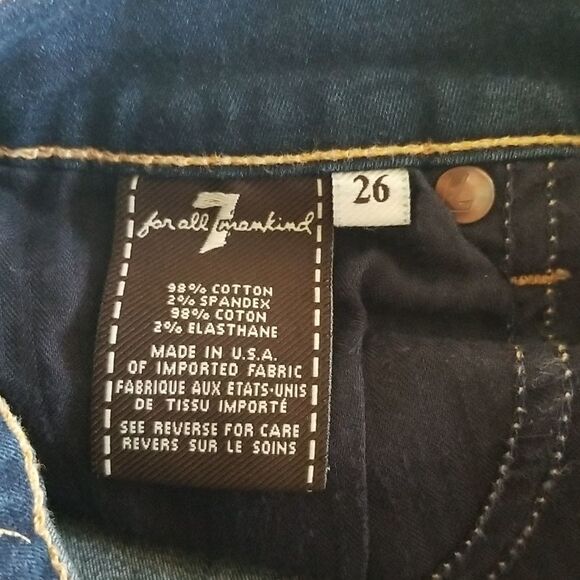 7
for all mankind
26
98% COTTON
2% SPANDEX
98% COTON
2% ELASTHANE
MADE IN U.S.A.
OF IMPORTED FABRIC
FABRIQUE AUX ETATS-UNIS
DE TISSU IMPORTÉ
SEE REVERSE FOR CARE
REVERS SUR LE SOINS